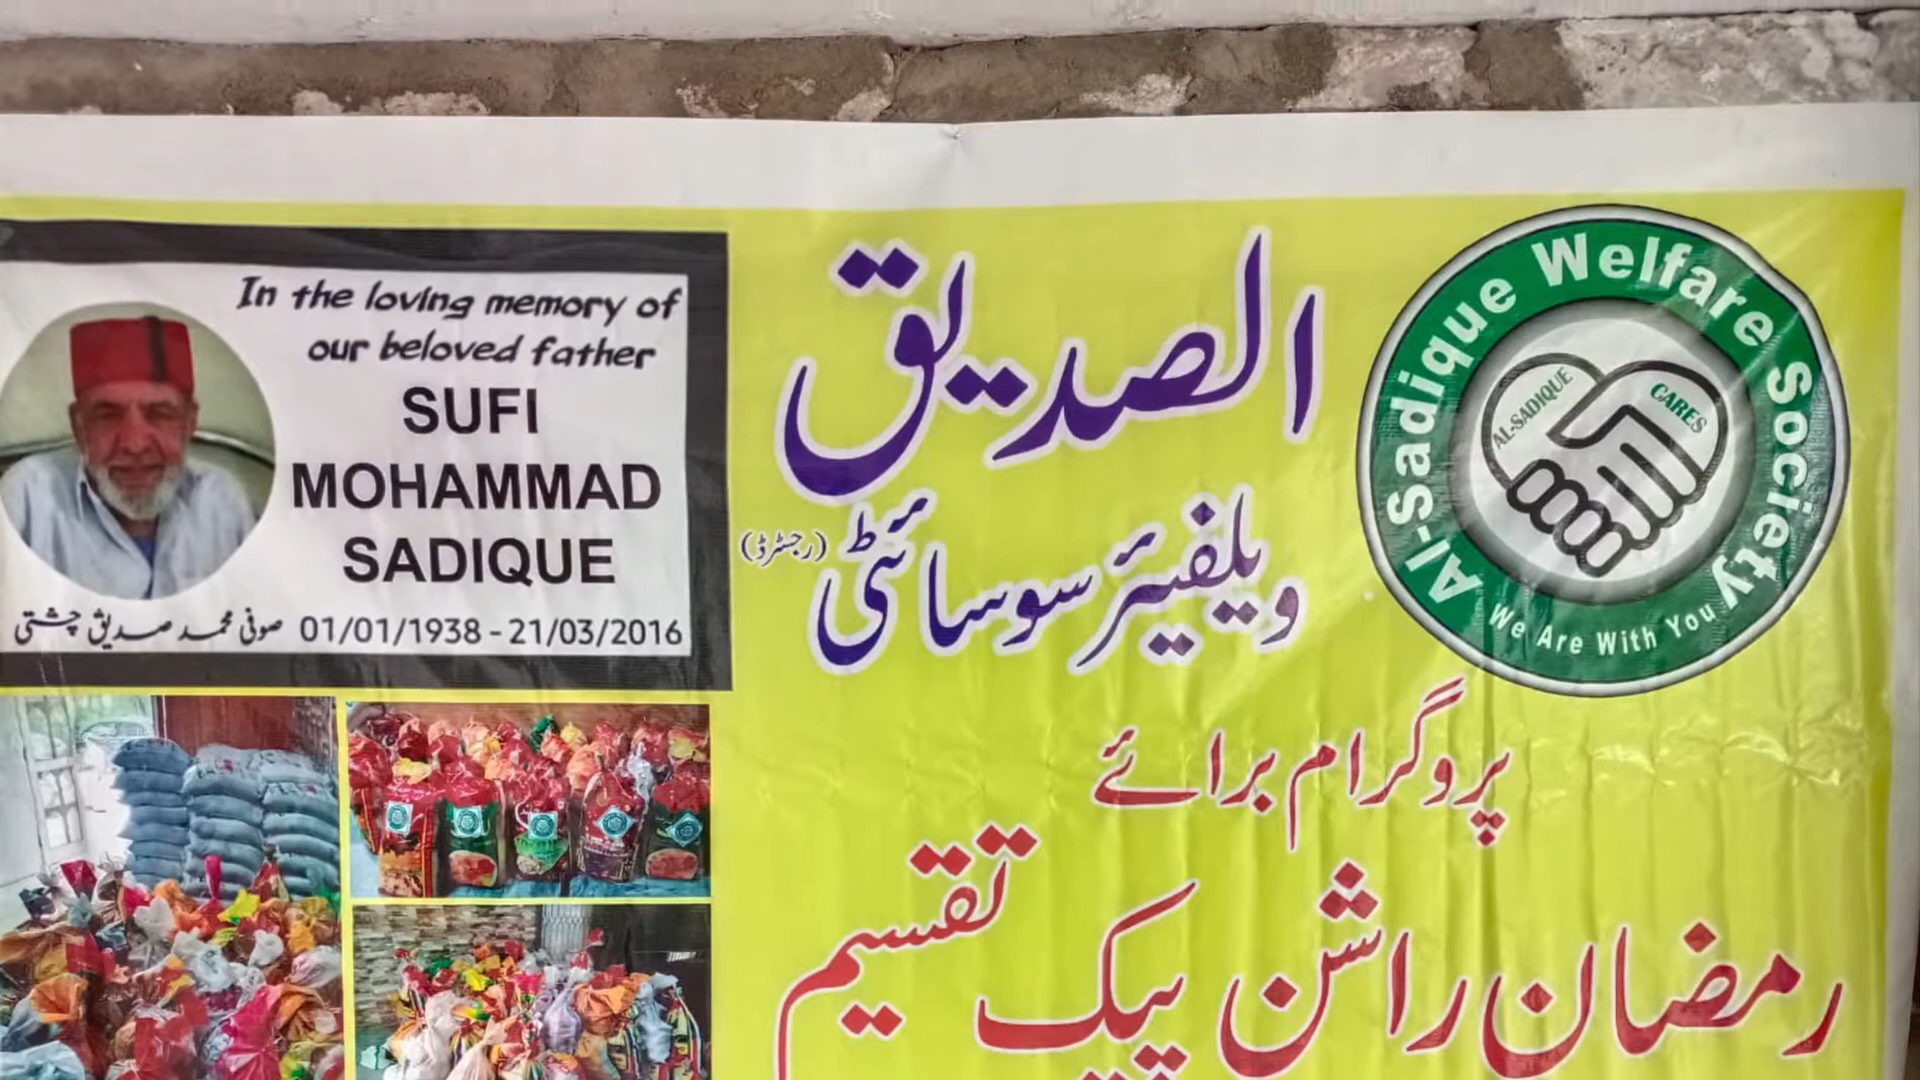 In the loving memory of
our beloved father
SUFI
MOHAMMAD
SADIQUE
صوفی محمد صدیق چشتی 01/01/1938 - 21/03/2016
الصدیق
ویلفیئر سوسائٹی (رجسٹرڈ)
Al-Sadique Welfare Society
AL-SADIQUE CARES
We Are With You
پروگرام برائے
رمضان راشن پیک تقسیم